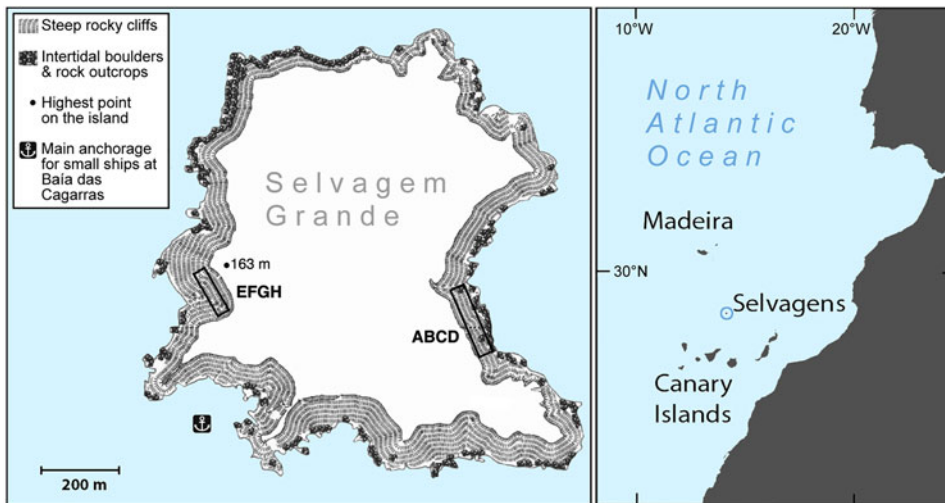 Steep rocky cliffs
Intertidal boulders
& rock outcrops
Highest point
on the island
Main anchorage
for small ships at
Baía das
Cagarras
Selvagem
Grande
163 m
EFGH
ABCD
200 m
10°W
20°W
North
Atlantic
Ocean
Madeira
30°N
Selvagens
Canary
Islands